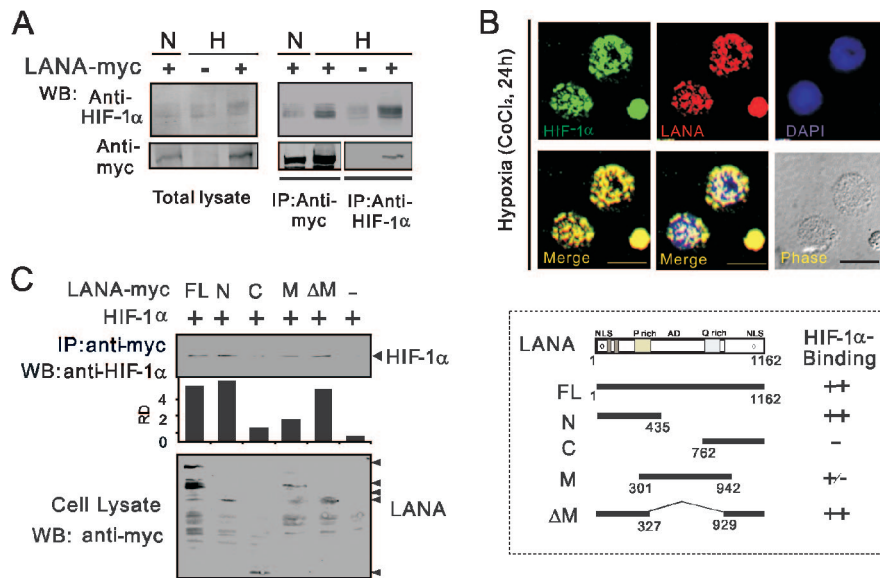 A
N H N H
LANA-myc + - + + + - +
WB: Anti-HIF-1α
Anti-myc
Total lysate
IP:Anti-myc
IP:Anti-HIF-1α
B
Hypoxia (CoCl₂, 24h)
HIF-1α LANA DAPI
Merge Merge Phase
C
LANA-myc FL N C M ΔM -
HIF-1α + + + + + +
IP:anti-myc
WB:anti-HIF-1α
HIF-1α
RD
4
2
0
Cell Lysate
WB: anti-myc
LANA
NLS P rich AD Q rich NLS
LANA
1 1162
HIF-1α-Binding
FL 1 1162 ++
N 435 ++
C 762 -
M 301 942 +/-
ΔM 327 929 ++